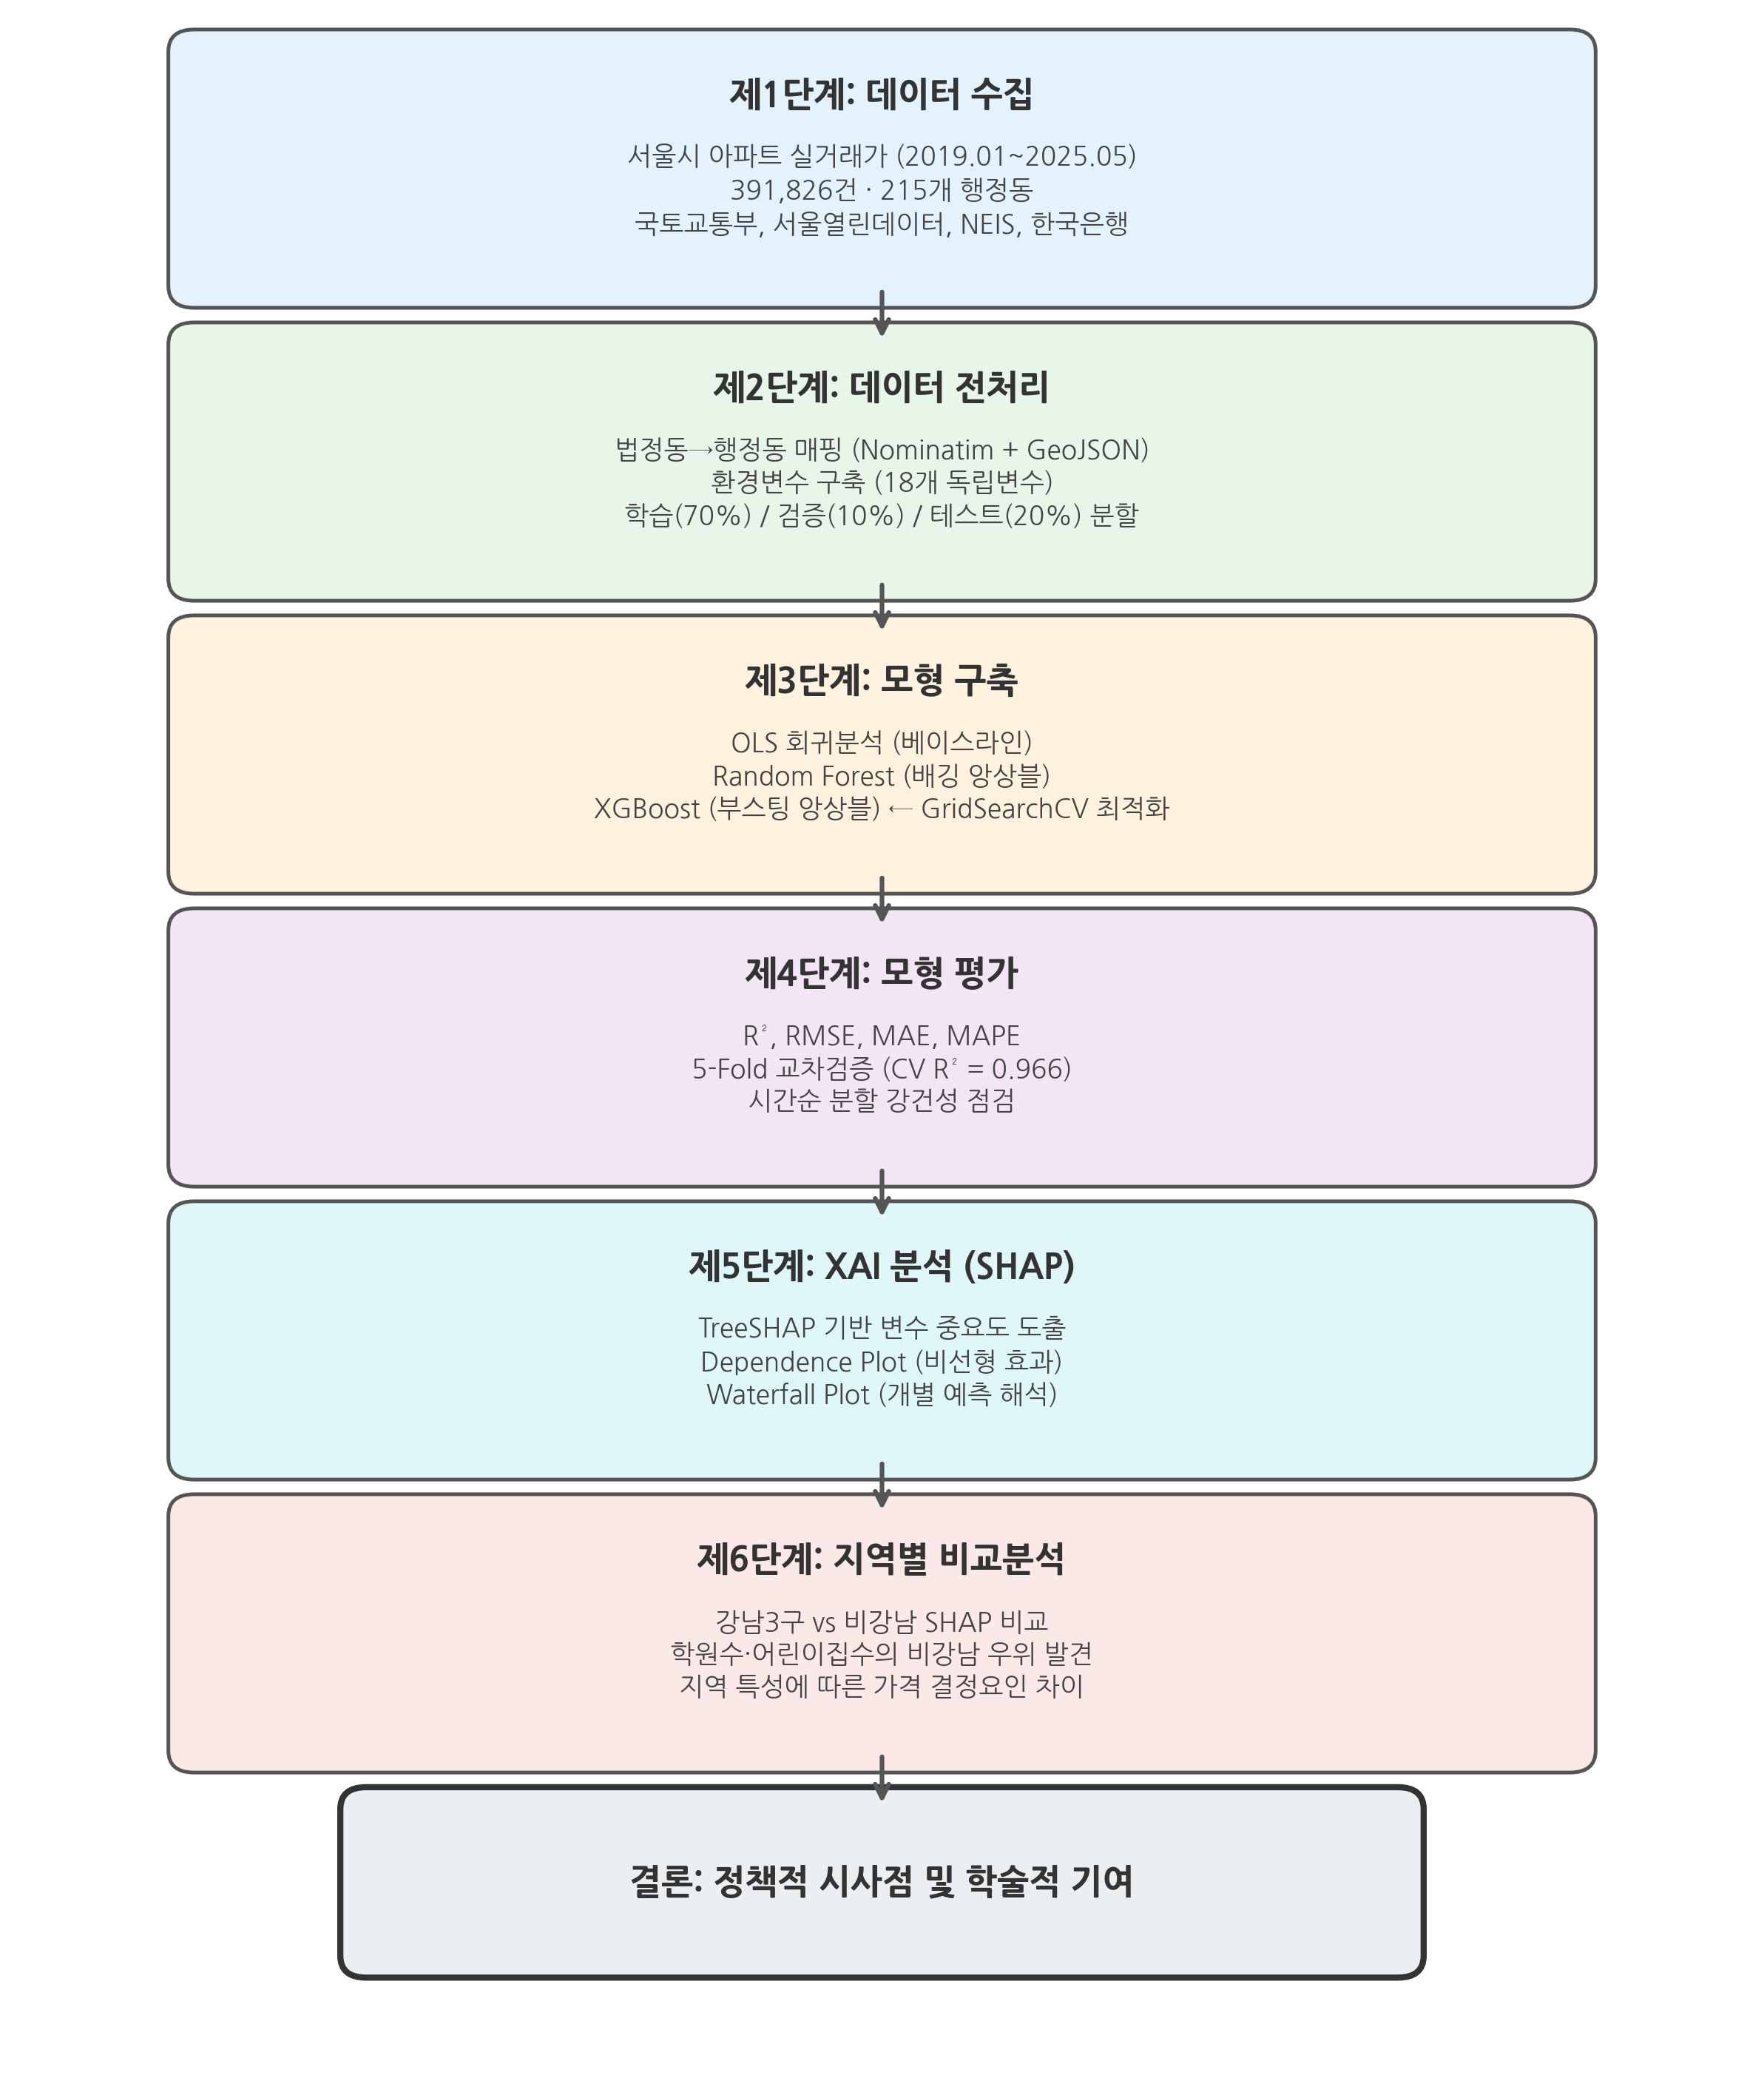 제1단계: 데이터 수집
서울시 아파트 실거래가 (2019.01~2025.05)
391,826건 · 215개 행정동
국토교통부, 서울열린데이터, NEIS, 한국은행
제2단계: 데이터 전처리
법정동→행정동 매핑 (Nominatim + GeoJSON)
환경변수 구축 (18개 독립변수)
학습(70%) / 검증(10%) / 테스트(20%) 분할
제3단계: 모형 구축
OLS 회귀분석 (베이스라인)
Random Forest (배깅 앙상블)
XGBoost (부스팅 앙상블) ← GridSearchCV 최적화
제4단계: 모형 평가
R², RMSE, MAE, MAPE
5-Fold 교차검증 (CV R² = 0.966)
시간순 분할 강건성 점검
제5단계: XAI 분석 (SHAP)
TreeSHAP 기반 변수 중요도 도출
Dependence Plot (비선형 효과)
Waterfall Plot (개별 예측 해석)
제6단계: 지역별 비교분석
강남3구 vs 비강남 SHAP 비교
학원수·어린이집수의 비강남 우위 발견
지역 특성에 따른 가격 결정요인 차이
결론: 정책적 시사점 및 학술적 기여